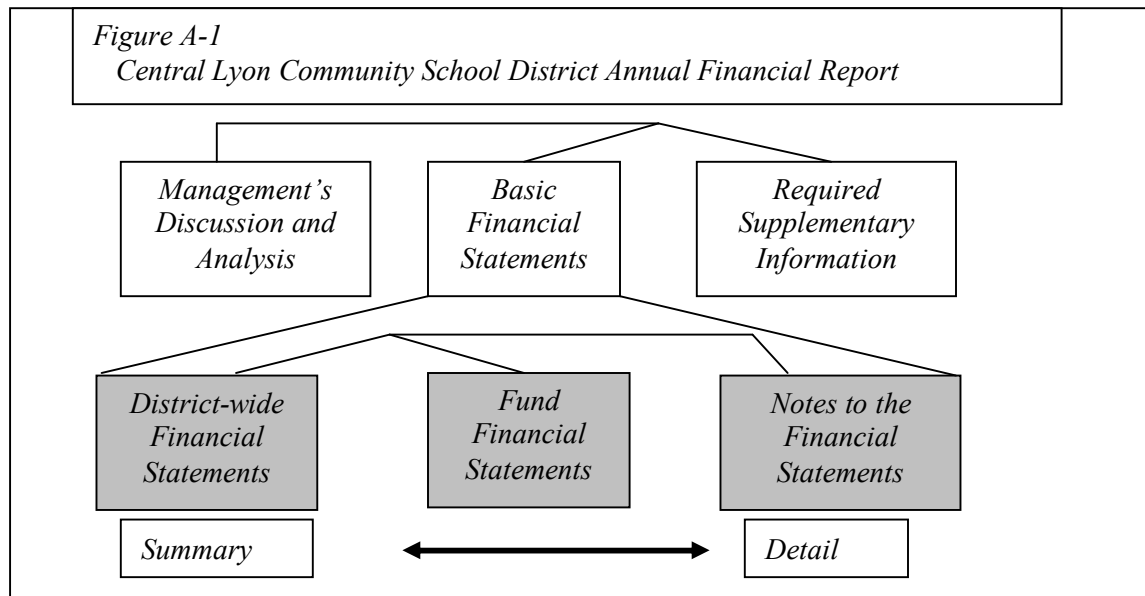 Figure A-1
Central Lyon Community School District Annual Financial Report
Management’s
Discussion and
Analysis
Basic
Financial
Statements
Required
Supplementary
Information
District-wide
Financial
Statements
Fund
Financial
Statements
Notes to the
Financial
Statements
Summary
Detail